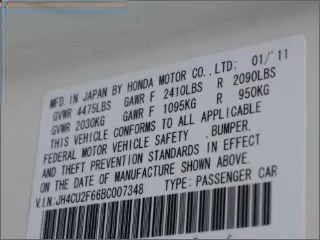 MFD. IN JAPAN BY HONDA MOTOR CO., LTD; 01/'11
GVWR 4475LBS GAWR F 2410LBS R 2090LBS
GVWR 2030KG GAWR F 1095KG R 950KG
THIS VEHICLE CONFORMS TO ALL APPLICABLE
FEDERAL MOTOR VEHICLE SAFETY , BUMPER,
AND THEFT PREVENTION STANDARDS IN EFFECT
ON THE DATE OF MANUFACTURE SHOWN ABOVE.
V.I.N: JH4CU2F66BC007348 TYPE: PASSENGER CAR